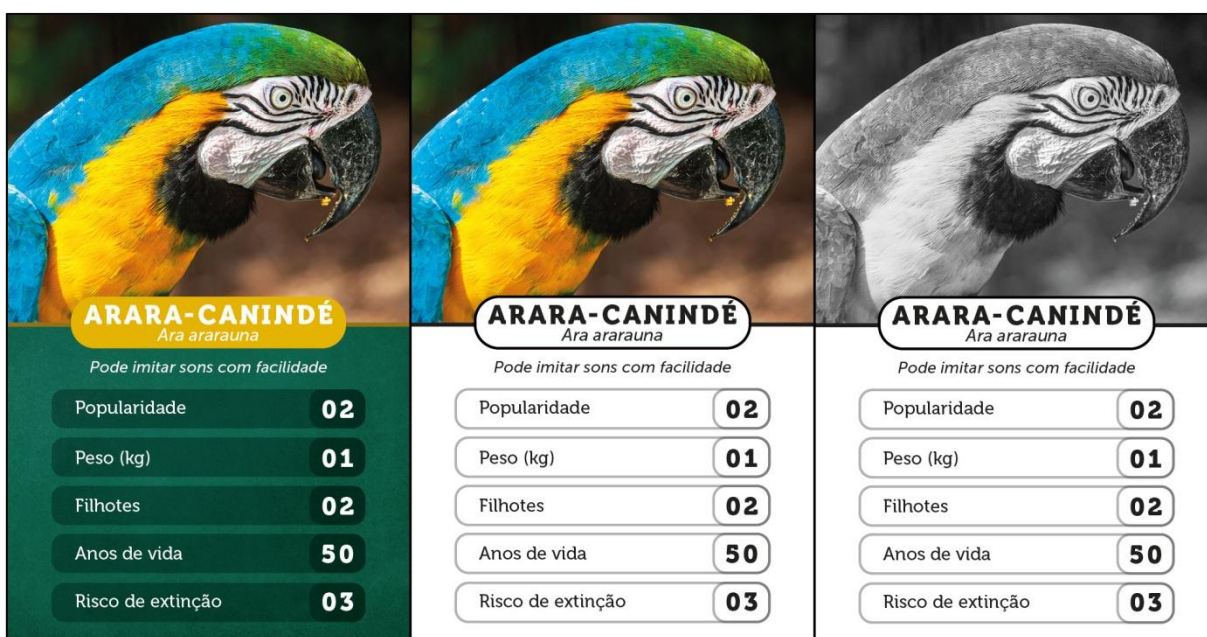 ARARA-CANINDÉ
Ara ararauna
Pode imitar sons com facilidade
Popularidade 02
Peso (kg) 01
Filhotes 02
Anos de vida 50
Risco de extinção 03
ARARA-CANINDÉ
Ara ararauna
Pode imitar sons com facilidade
Popularidade 02
Peso (kg) 01
Filhotes 02
Anos de vida 50
Risco de extinção 03
ARARA-CANINDÉ
Ara ararauna
Pode imitar sons com facilidade
Popularidade 02
Peso (kg) 01
Filhotes 02
Anos de vida 50
Risco de extinção 03